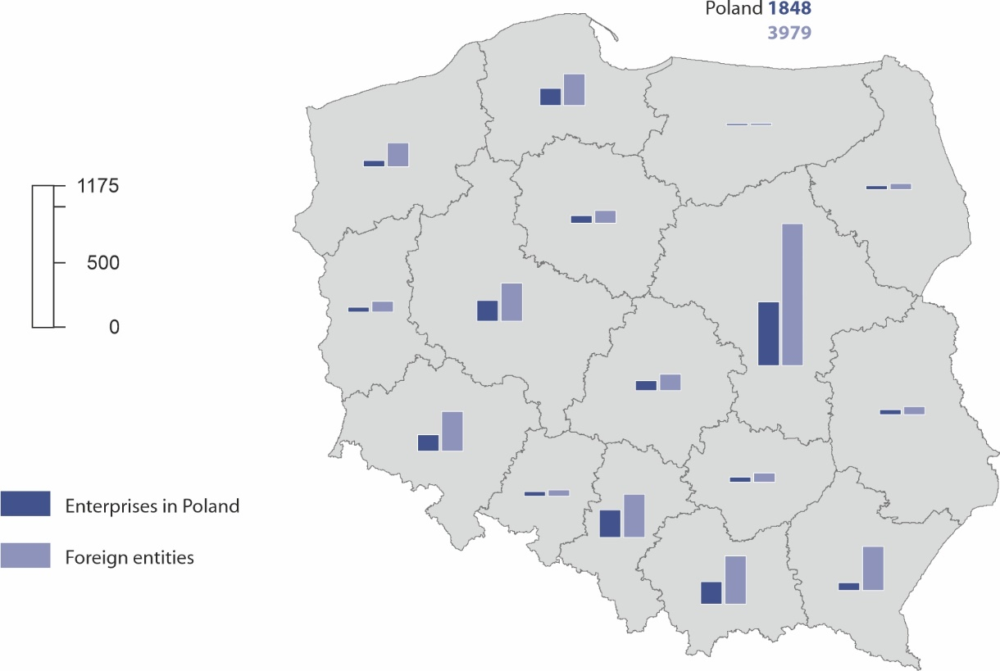 Poland 1848
3979
1175
500
0
Enterprises in Poland
Foreign entities